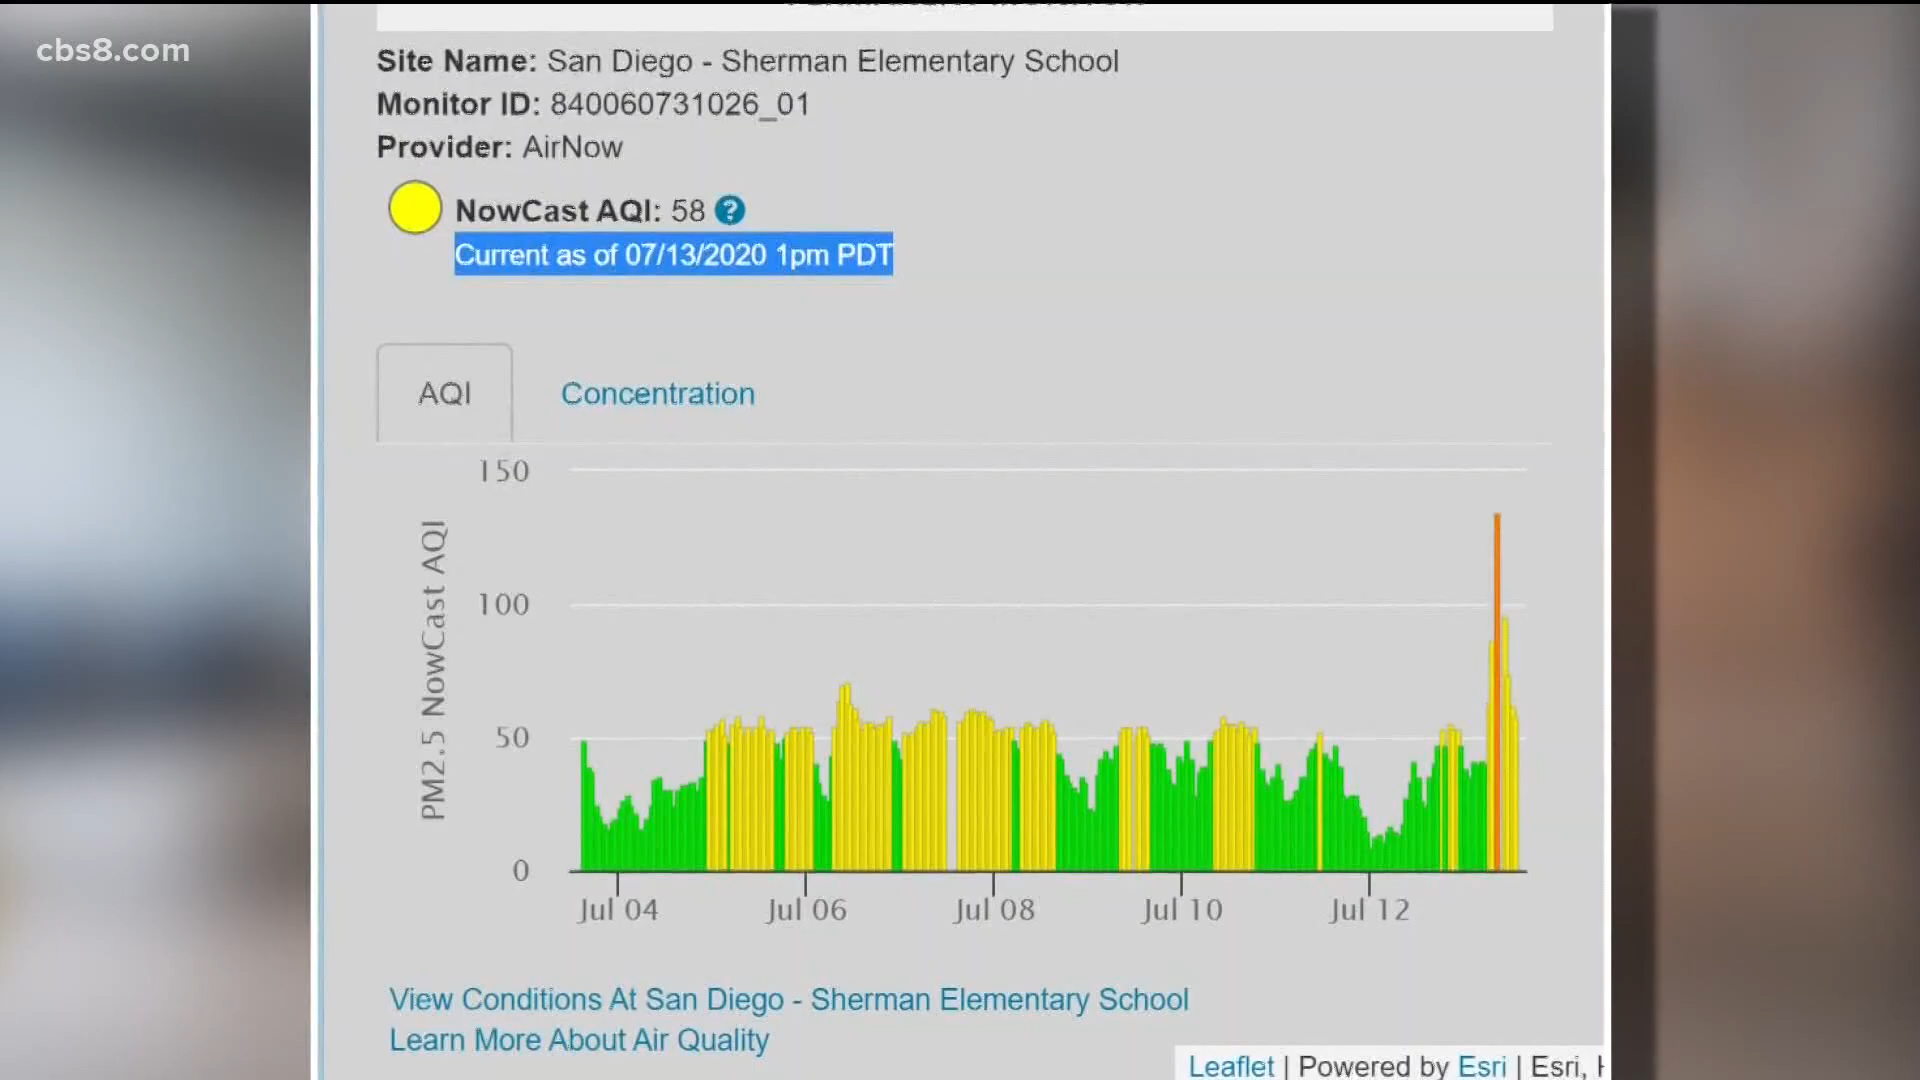 cbs8.com
Site Name: San Diego - Sherman Elementary School
Monitor ID: 840060731026_01
Provider: AirNow
NowCast AQI: 58 ?
Current as of 07/13/2020 1pm PDT
AQI Concentration
150
100
50
0
PM2.5 NowCast AQI
Jul 04 Jul 06 Jul 08 Jul 10 Jul 12
View Conditions At San Diego - Sherman Elementary School
Learn More About Air Quality
Leaflet | Powered by Esri | Esri,